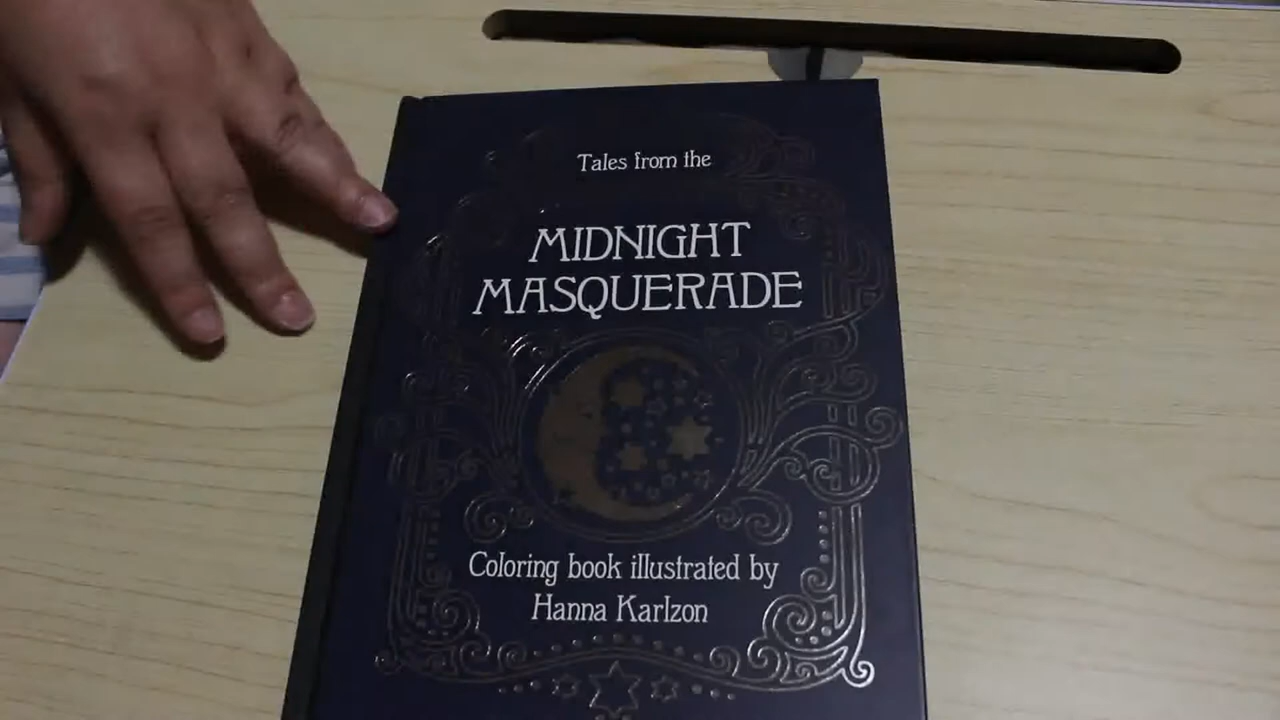 Tales from the
MIDNIGHT
MASQUERADE
Coloring book illustrated by
Hanna Karlzon